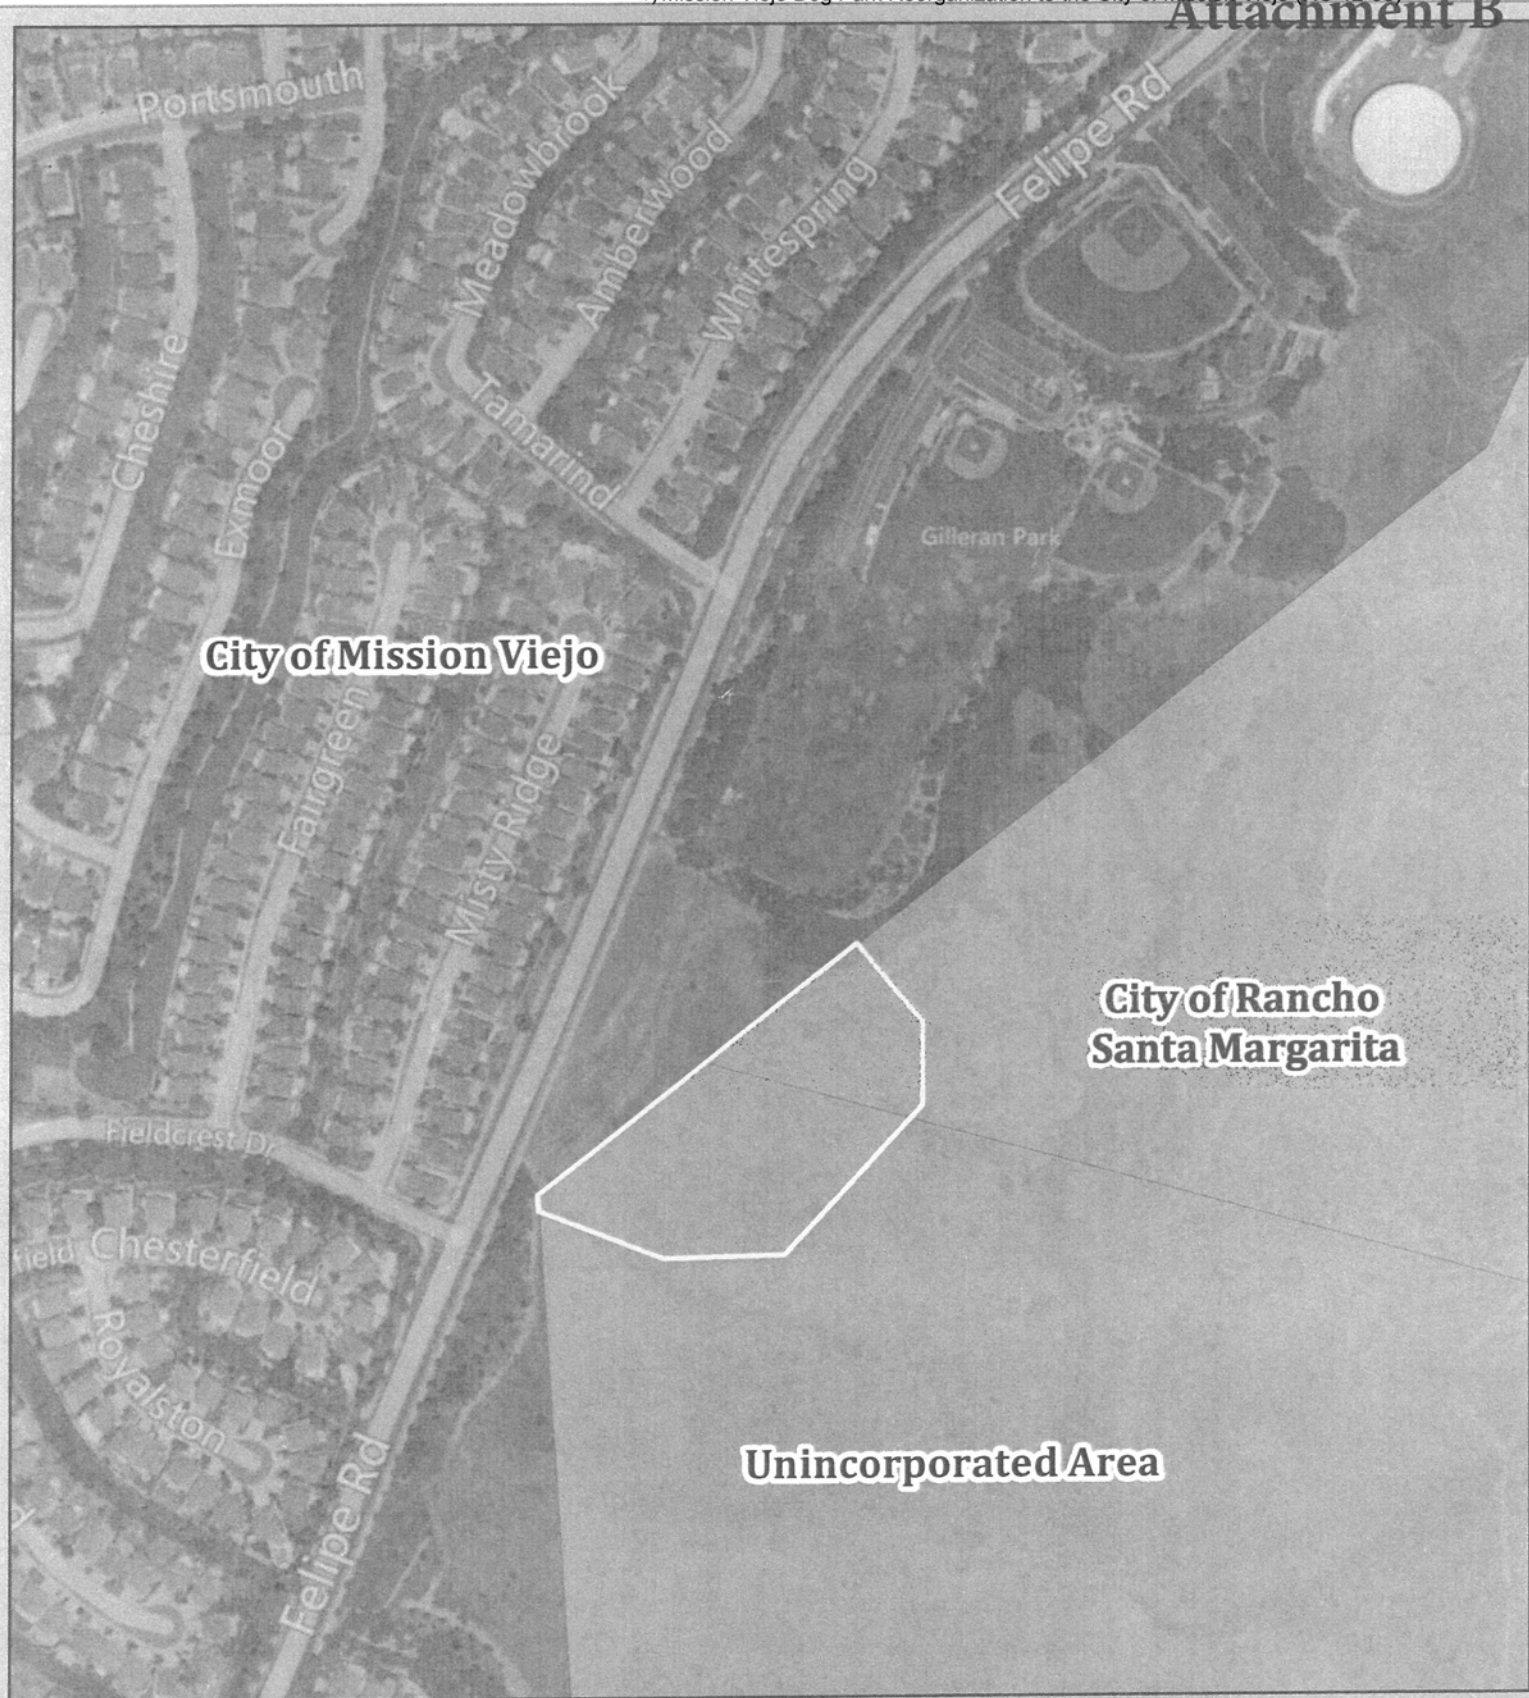 Attachment B
Portsmouth
Meadowbrook
Amberwood
Whitespring
Felipe Rd
Cheshire
Exmoor
Tamarind
Gilleran Park
City of Mission Viejo
Fairgreen
Misty Ridge
City of Rancho
Santa Margarita
Fieldcrest Dr
field
Chesterfield
Royalston
Unincorporated Area
Felipe Rd
d